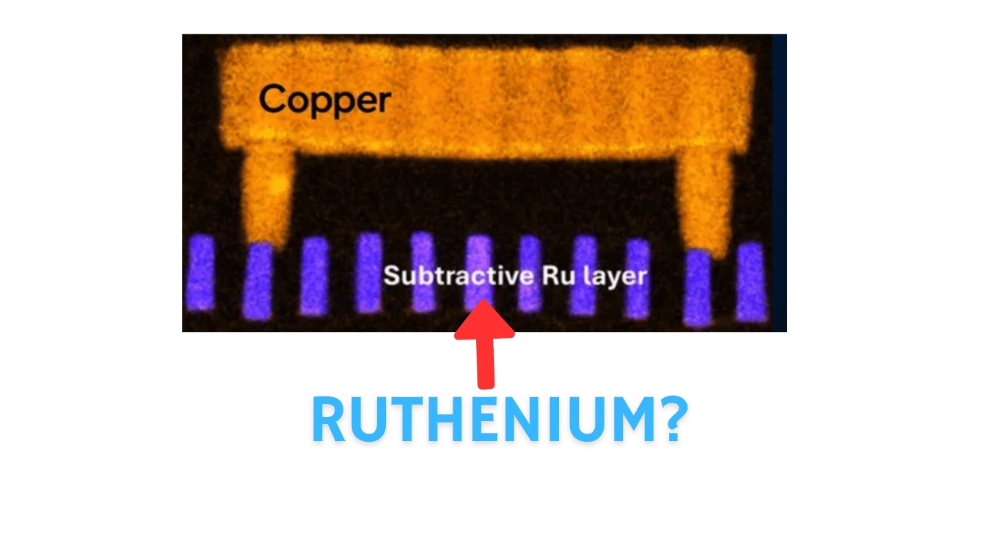 Copper
Subtractive Ru layer
RUTHENIUM?